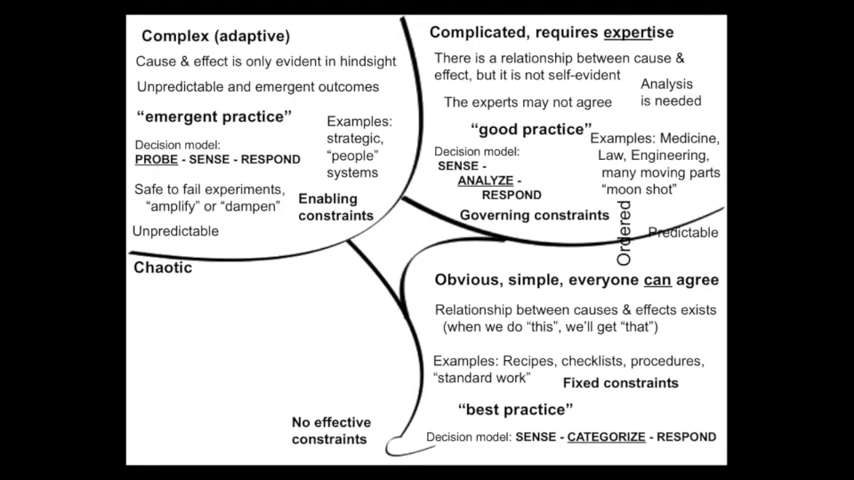 Complex (adaptive)
Cause & effect is only evident in hindsight
Unpredictable and emergent outcomes
“emergent practice”
Examples:
strategic,
“people”
systems
Decision model:
PROBE - SENSE - RESPOND
Safe to fail experiments,
“amplify” or “dampen”
Enabling
constraints
Unpredictable
Complicated, requires expertise
There is a relationship between cause &
effect, but it is not self-evident
Analysis
is needed
The experts may not agree
“good practice”
Examples: Medicine,
Law, Engineering,
many moving parts
“moon shot”
Decision model:
SENSE -
ANALYZE -
RESPOND
Governing constraints
Ordered
Predictable
Chaotic
No effective
constraints
Obvious, simple, everyone can agree
Relationship between causes & effects exists
(when we do “this”, we’ll get “that”)
Examples: Recipes, checklists, procedures,
“standard work”
Fixed constraints
“best practice”
Decision model: SENSE - CATEGORIZE - RESPOND